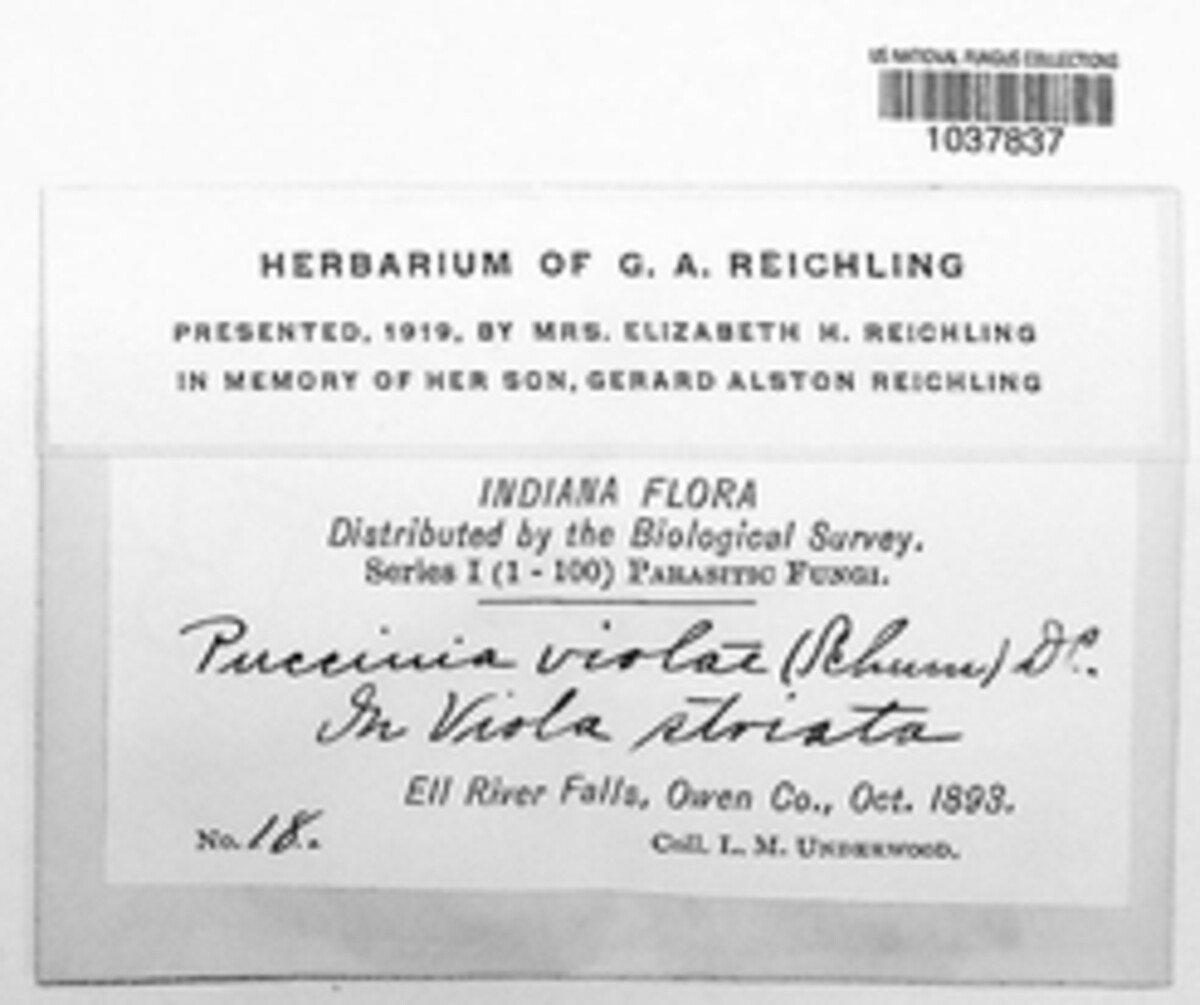 US NATIONAL FUNGUS COLLECTIONS
1037837
HERBARIUM OF G. A. REICHLING
PRESENTED, 1919, BY MRS. ELIZABETH H. REICHLING
IN MEMORY OF HER SON, GERARD ALSTON REICHLING
INDIANA FLORA
Distributed by the Biological Survey.
Series I (1 - 100) PARASITIC FUNGI.
Puccinia violae (Schum) DC.
On Viola striata
Ell River Falls, Owen Co., Oct. 1893.
No. 18.
Coll. L. M. UNDERWOOD.